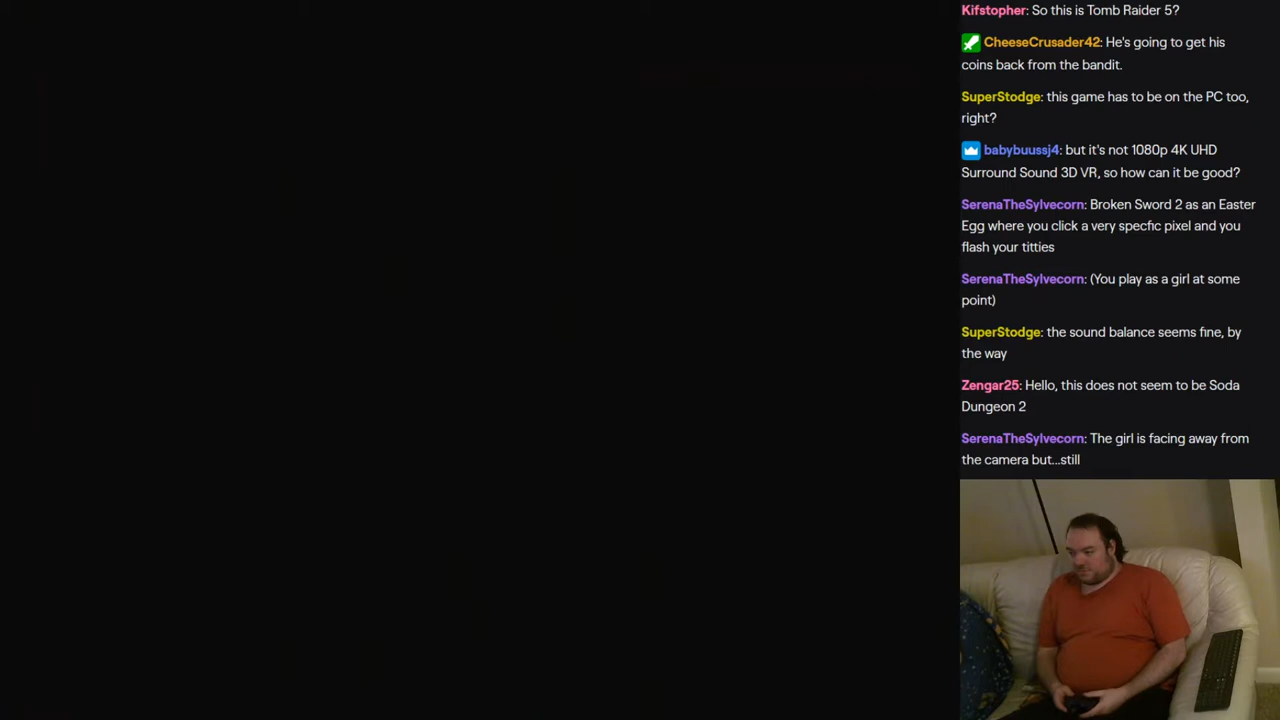 Kifstopher: So this is Tomb Raider 5?
CheeseCrusader42: He's going to get his
coins back from the bandit.
SuperStodge: this game has to be on the PC too,
right?
babybuussj4: but it's not 1080p 4K UHD
Surround Sound 3D VR, so how can it be good?
SerenaTheSylvecorn: Broken Sword 2 as an Easter
Egg where you click a very specfic pixel and you
flash your titties
SerenaTheSylvecorn: (You play as a girl at some
point)
SuperStodge: the sound balance seems fine, by
the way
Zengar25: Hello, this does not seem to be Soda
Dungeon 2
SerenaTheSylvecorn: The girl is facing away from
the camera but...still